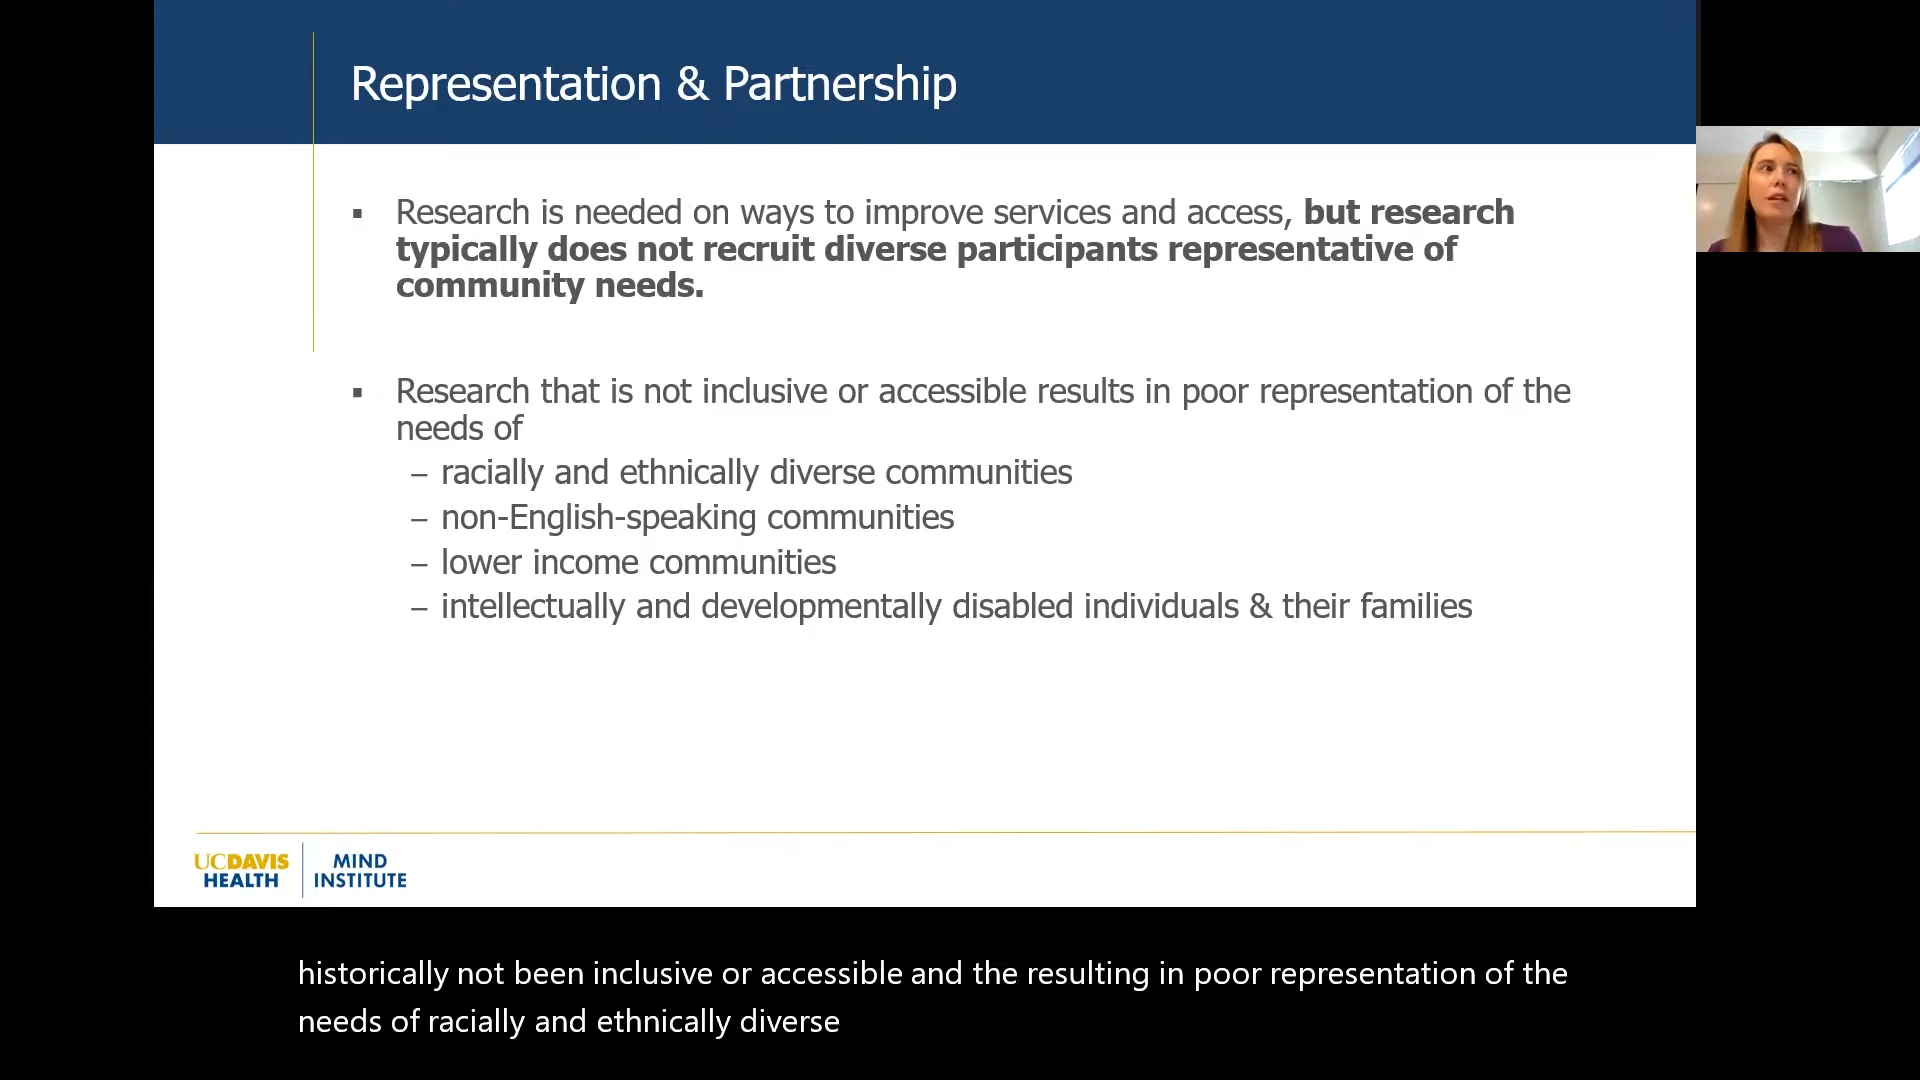 Representation & Partnership
▪ Research is needed on ways to improve services and access, but research
typically does not recruit diverse participants representative of
community needs.
▪ Research that is not inclusive or accessible results in poor representation of the
needs of
– racially and ethnically diverse communities
– non-English-speaking communities
– lower income communities
– intellectually and developmentally disabled individuals & their families
UCDAVIS
HEALTH
MIND
INSTITUTE
historically not been inclusive or accessible and the resulting in poor representation of the
needs of racially and ethnically diverse